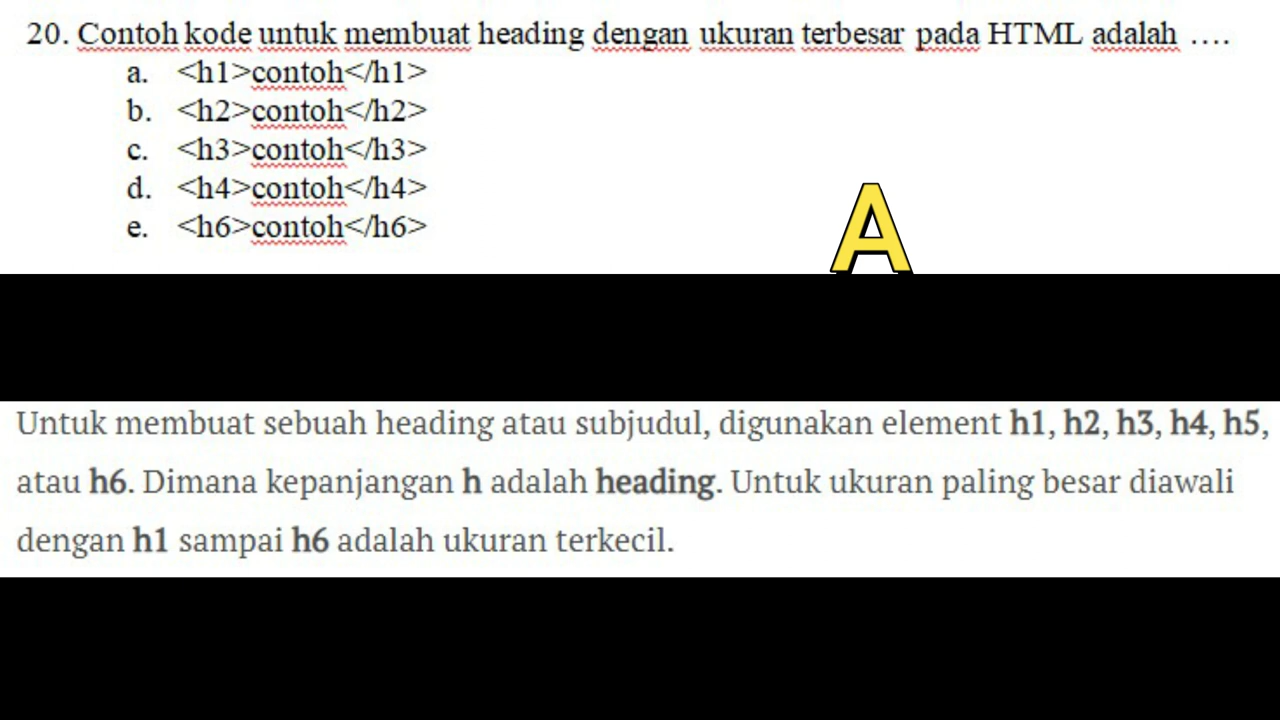 20. Contoh kode untuk membuat heading dengan ukuran terbesar pada HTML adalah ….
a. <h1>contoh</h1>
b. <h2>contoh</h2>
c. <h3>contoh</h3>
d. <h4>contoh</h4>
e. <h6>contoh</h6>
A
Untuk membuat sebuah heading atau subjudul, digunakan element h1, h2, h3, h4, h5,
atau h6. Dimana kepanjangan h adalah heading. Untuk ukuran paling besar diawali
dengan h1 sampai h6 adalah ukuran terkecil.